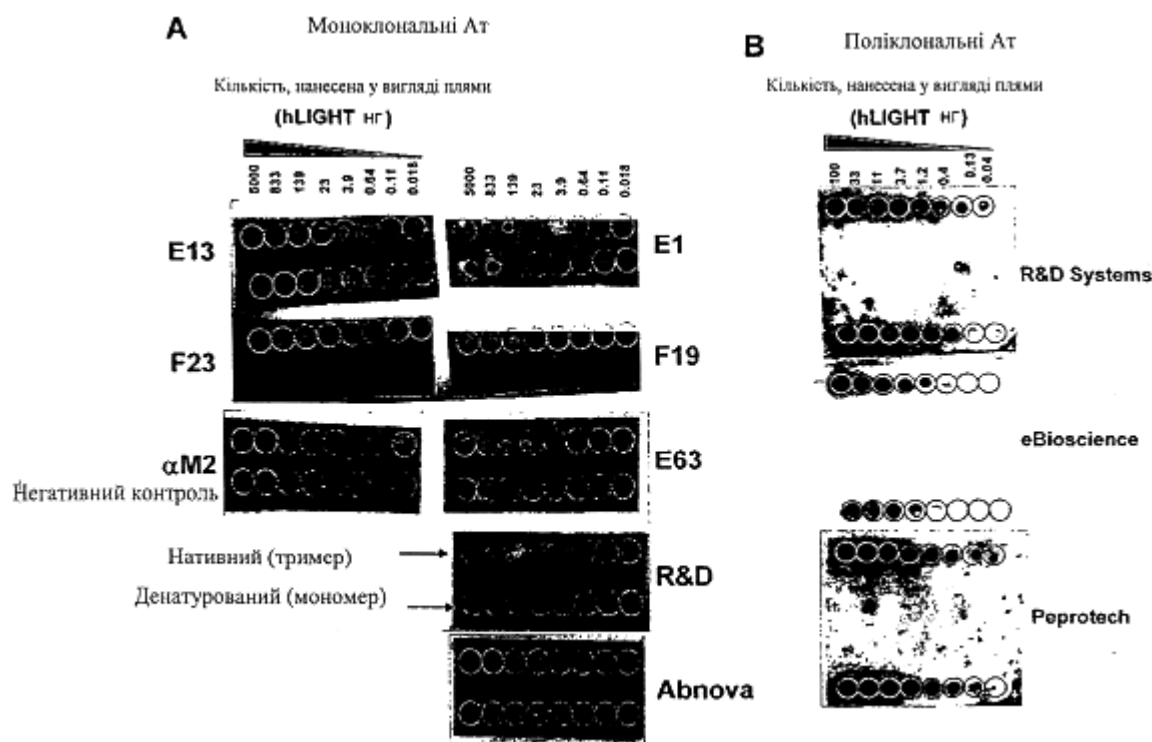 A
Моноклональні Ат
Кількість, нанесена у вигляді плями
(hLIGHT нг)
5000 833 139 23 3.9 0.64 0.11 0.018
5000 833 139 23 3.9 0.64 0.11 0.018
E13
E1
F23
F19
αM2
Негативний контроль
E63
Нативний (тример)
R&D
Денатурований (мономер)
Abnova
B
Поліклональні Ат
Кількість, нанесена у вигляді плями
(hLIGHT нг)
100 33 11 3.7 1.2 0.4 0.13 0.04
R&D Systems
eBioscience
Peprotech